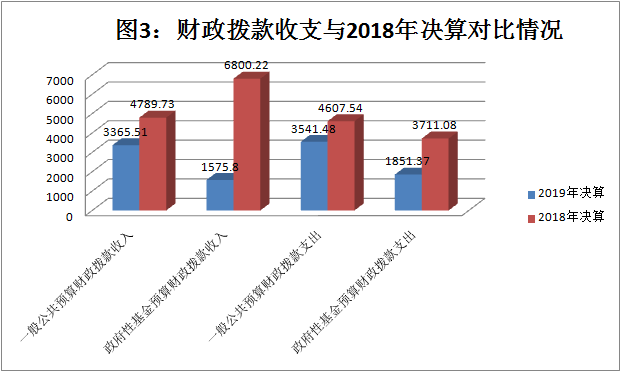 图3：财政拨款收支与2018年决算对比情况
7000
6000
5000
4000
3000
2000
1000
0
3365.51
4789.73
1575.8
6800.22
3541.48
4607.54
1851.37
3711.08
一般公共预算财政拨款收入
政府性基金预算财政拨款收入
一般公共预算财政拨款支出
政府性基金预算财政拨款支出
2019年决算
2018年决算